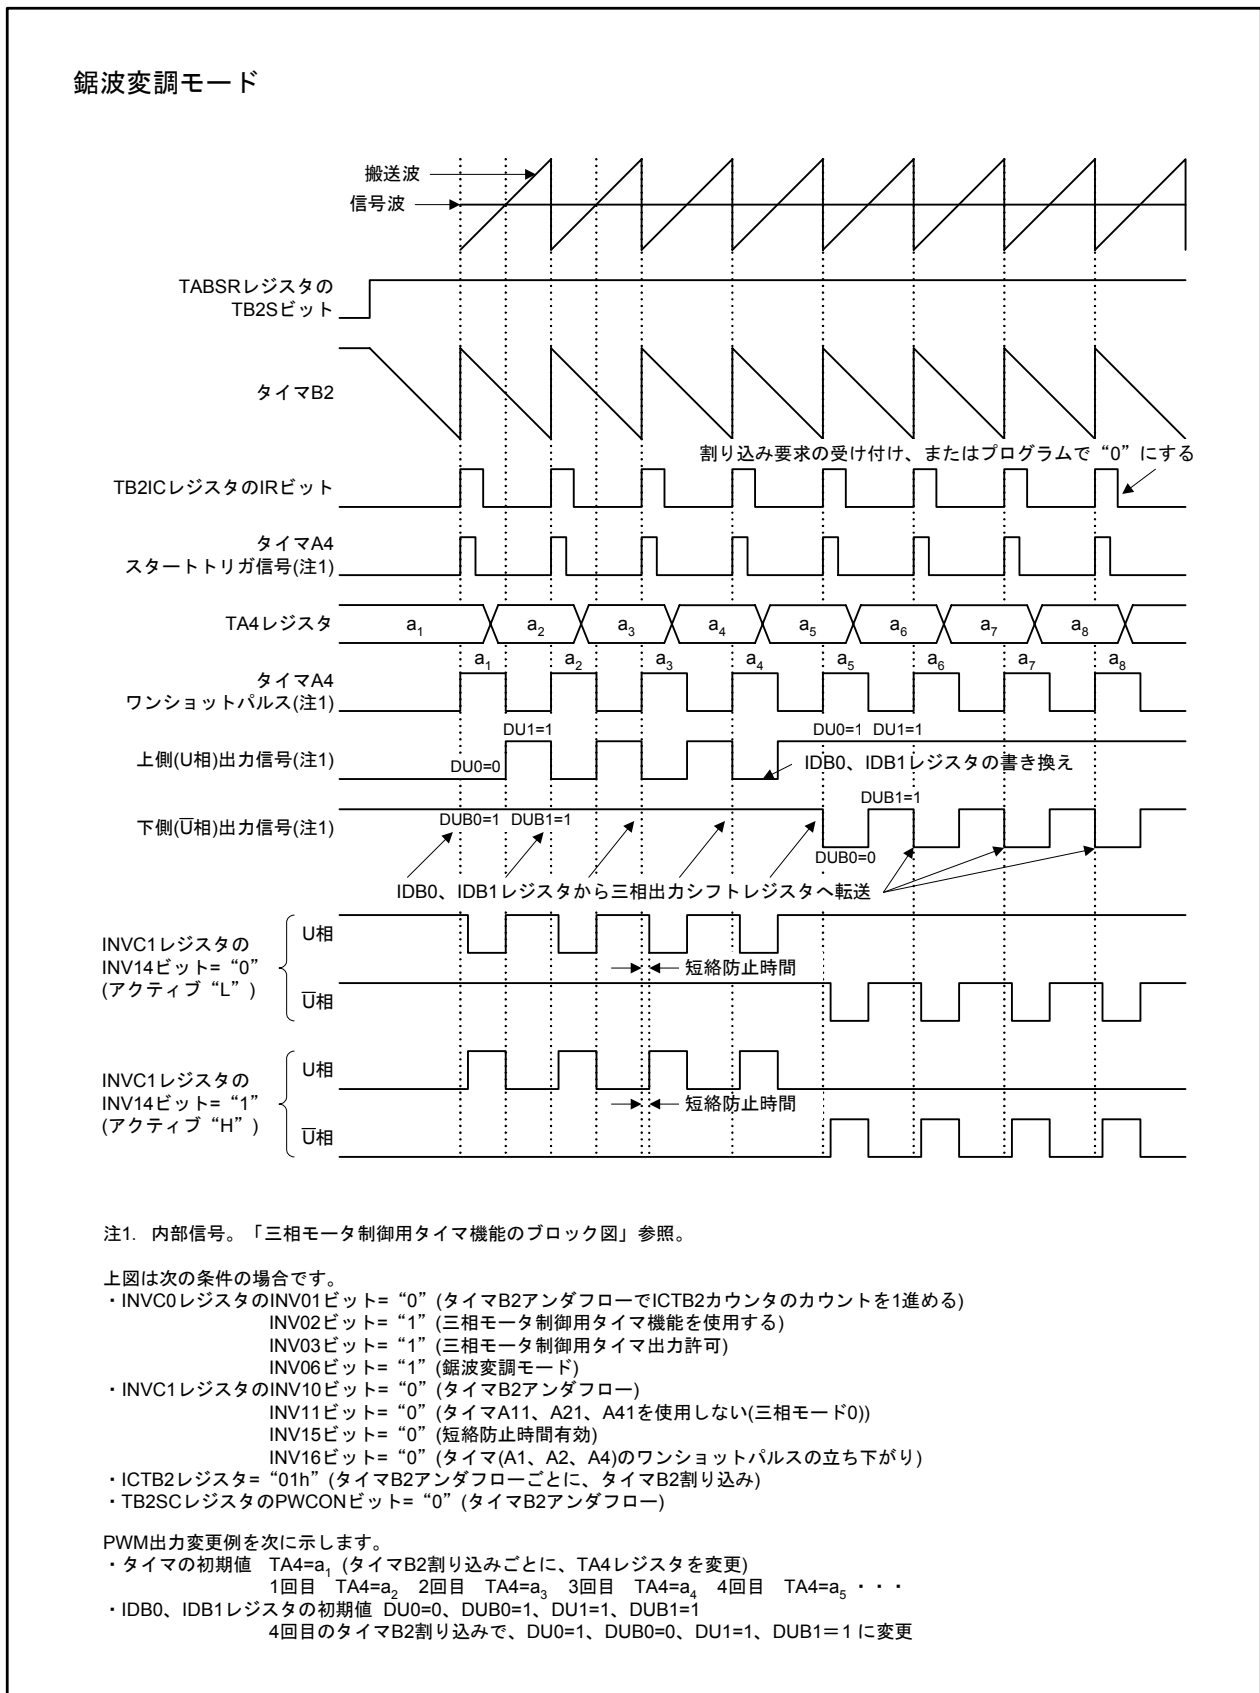 鋸波変調モード
搬送波
信号波
TABSRレジスタの
TB2Sビット
タイマB2
割り込み要求の受け付け、またはプログラムで“0”にする
TB2ICレジスタのIRビット
タイマA4
スタートトリガ信号(注1)
TA4レジスタ
a1 a2 a3 a4 a5 a6 a7 a8
a1 a2 a3 a4 a5 a6 a7 a8
タイマA4
ワンショットパルス(注1)
DU1=1 DU0=1 DU1=1
上側(U相)出力信号(注1)
DU0=0
IDB0、IDB1レジスタの書き換え
DUB1=1
下側(U̅相)出力信号(注1)
DUB0=1 DUB1=1
DUB0=0
IDB0、IDB1レジスタから三相出力シフトレジスタへ転送
INVC1レジスタの
INV14ビット= “0”
(アクティブ“L”)
U相
短絡防止時間
U̅相
INVC1レジスタの
INV14ビット= “1”
(アクティブ“H”)
U相
短絡防止時間
U̅相
注1. 内部信号。「三相モータ制御用タイマ機能のブロック図」参照。
上図は次の条件の場合です。
・INVC0レジスタのINV01ビット= “0” (タイマB2アンダフローでICTB2カウンタのカウントを1進める)
INV02ビット= “1” (三相モータ制御用タイマ機能を使用する)
INV03ビット= “1” (三相モータ制御用タイマ出力許可)
INV06ビット= “1” (鋸波変調モード)
・INVC1レジスタのINV10ビット= “0” (タイマB2アンダフロー)
INV11ビット= “0” (タイマA11、A21、A41を使用しない(三相モード0))
INV15ビット= “0” (短絡防止時間有効)
INV16ビット= “0” (タイマ(A1、A2、A4)のワンショットパルスの立ち下がり)
・ICTB2レジスタ= “01h” (タイマB2アンダフローごとに、タイマB2割り込み)
・TB2SCレジスタのPWCONビット= “0” (タイマB2アンダフロー)
PWM出力変更例を次に示します。
・タイマの初期値 TA4=a1 (タイマB2割り込みごとに、TA4レジスタを変更)
1回目 TA4=a2 2回目 TA4=a3 3回目 TA4=a4 4回目 TA4=a5 ・・・
・IDB0、IDB1レジスタの初期値 DU0=0、DUB0=1、DU1=1、DUB1=1
4回目のタイマB2割り込みで、DU0=1、DUB0=0、DU1=1、DUB1＝1 に変更